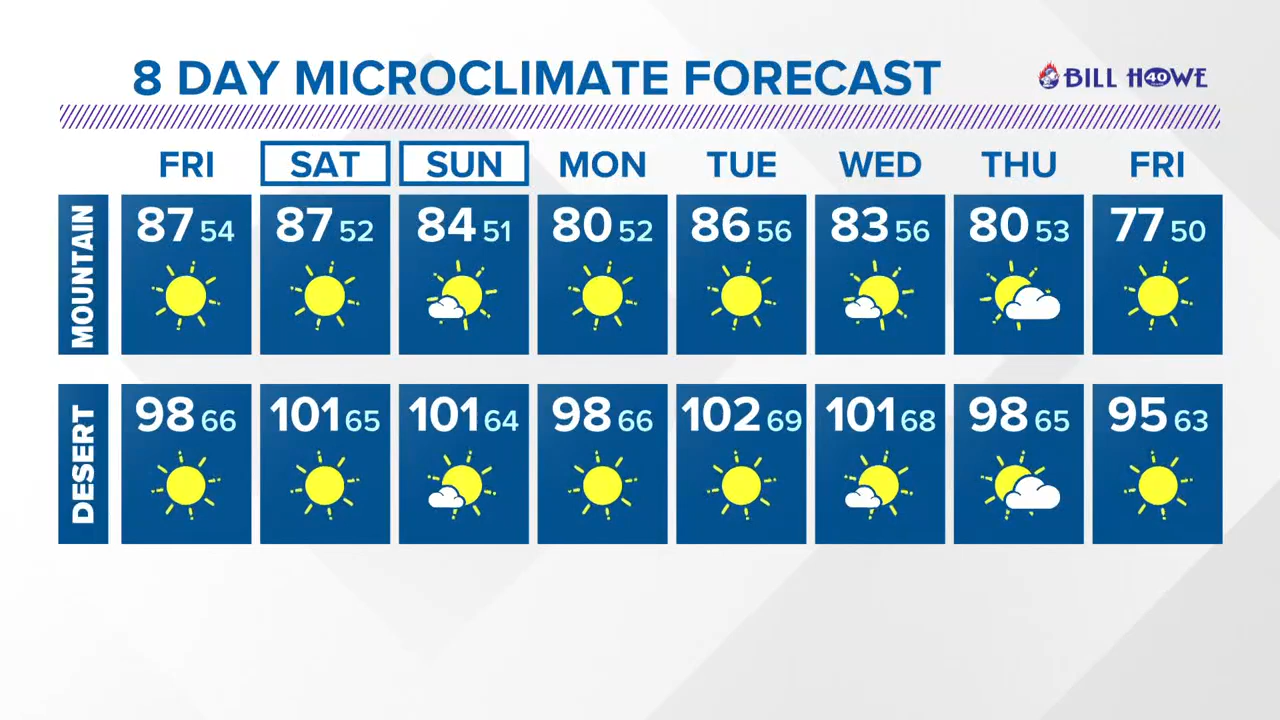 8 DAY MICROCLIMATE FORECAST
BILL HOWE
40
FRI SAT SUN MON TUE WED THU FRI
MOUNTAIN
87 54 87 52 84 51 80 52 86 56 83 56 80 53 77 50
DESERT
98 66 101 65 101 64 98 66 102 69 101 68 98 65 95 63